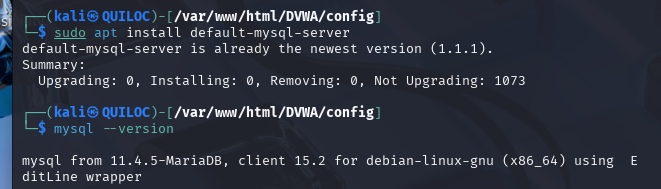 ┌──(kali㉿QUILOC)-[/var/www/html/DVWA/config]
└─$ sudo apt install default-mysql-server
default-mysql-server is already the newest version (1.1.1).
Summary:
  Upgrading: 0, Installing: 0, Removing: 0, Not Upgrading: 1073
┌──(kali㉿QUILOC)-[/var/www/html/DVWA/config]
└─$ mysql --version
mysql from 11.4.5-MariaDB, client 15.2 for debian-linux-gnu (x86_64) using  E
ditLine wrapper